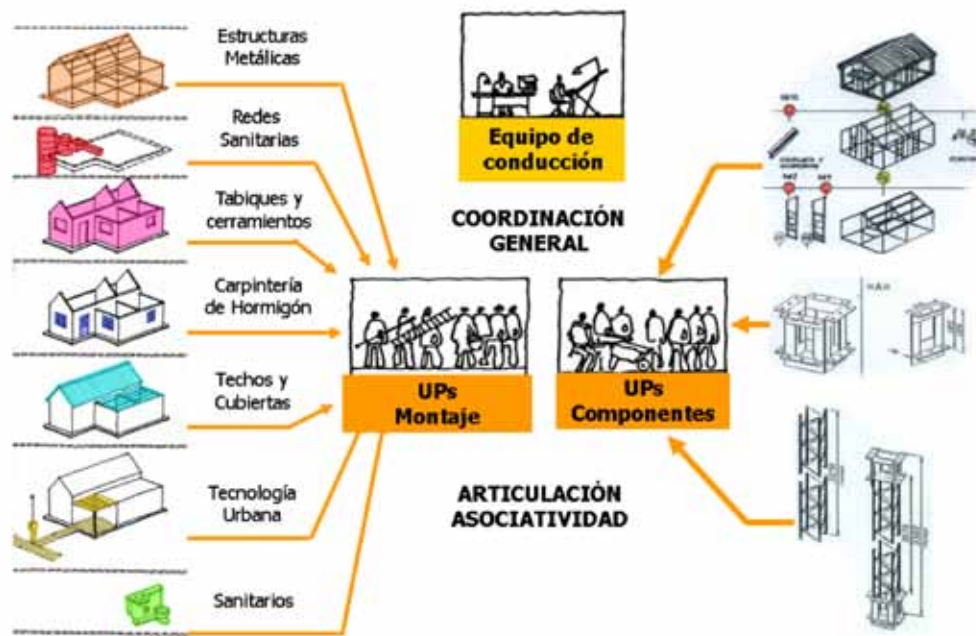 Estructuras
Metálicas
Redes
Sanitarias
Tabiques y
cerramientos
Carpintería
de Hormigón
Techos y
Cubiertas
Tecnología
Urbana
Sanitarios
Equipo de
conducción
COORDINACIÓN
GENERAL
UPs
Montaje
UPs
Componentes
ARTICULACIÓN
ASOCIATIVIDAD